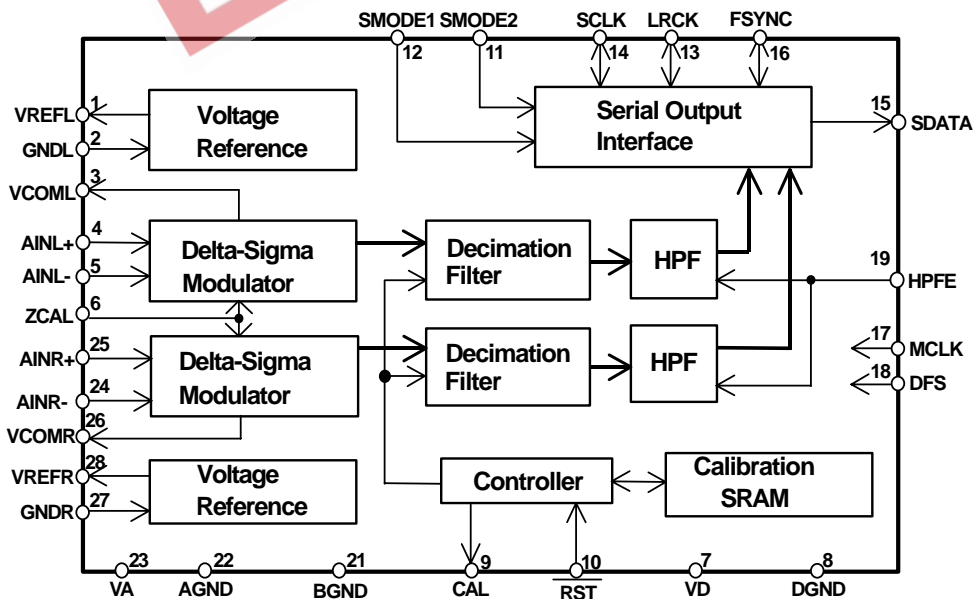 SMODE1 SMODE2 SCLK LRCK FSYNC
12 11 14 13 16
VREFL 1
Voltage
Reference
GNDL 2
VCOML 3
Serial Output
Interface
15 SDATA
AINL+ 4
AINL- 5
Delta-Sigma
Modulator
Decimation
Filter
HPF
19 HPFE
ZCAL 6
AINR+ 25
AINR- 24
Delta-Sigma
Modulator
Decimation
Filter
HPF
17 MCLK
18 DFS
VCOMR 26
VREFR 28
GNDR 27
Voltage
Reference
Controller
Calibration
SRAM
23 22 21 9 10 7 8
VA AGND BGND CAL RST VD DGND